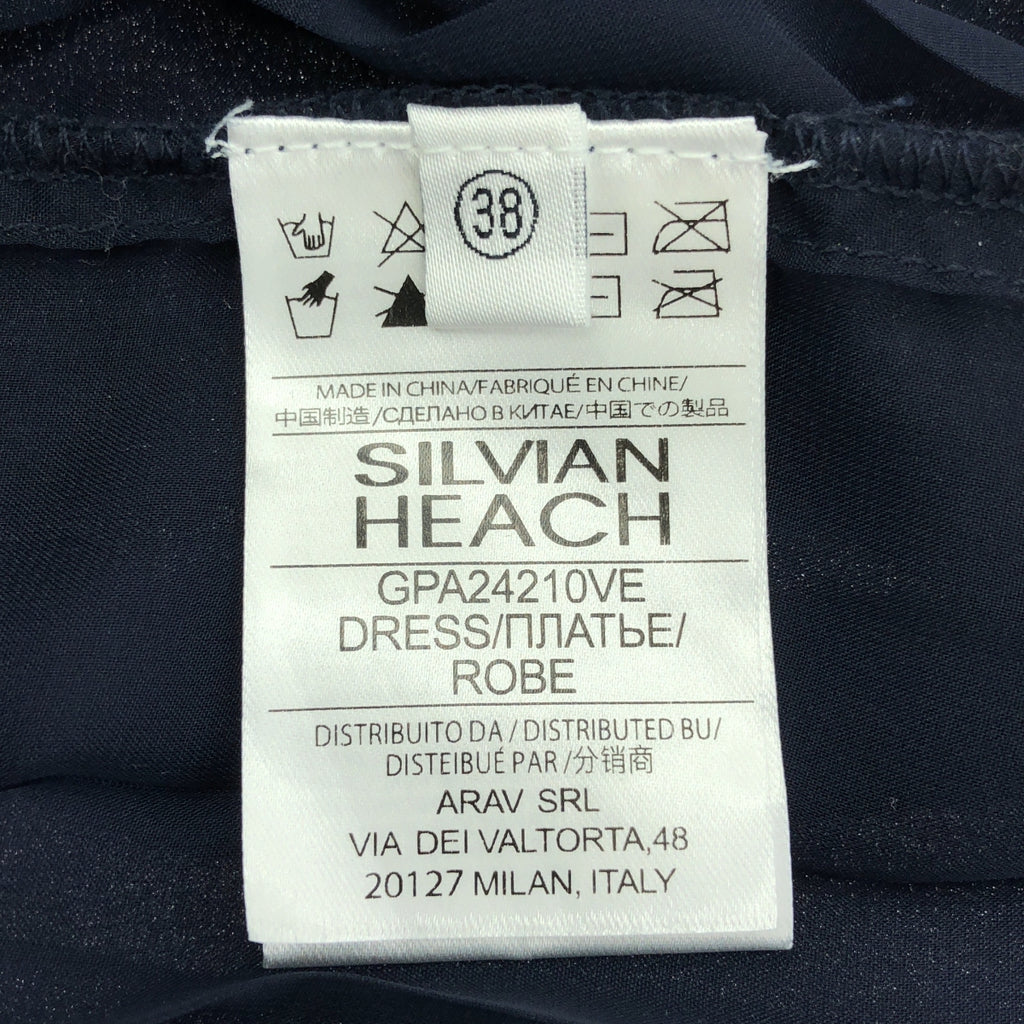 38
MADE IN CHINA/FABRIQUÉ EN CHINE/
中国制造/СДЕЛАНО В КИТАЕ/中国での製品
SILVIAN
HEACH
GPA24210VE
DRESS/ПЛАТЬЕ/
ROBE
DISTRIBUITO DA / DISTRIBUTED BU/
DISTEIBUÉ PAR /分销商
ARAV SRL
VIA DEI VALTORTA,48
20127 MILAN, ITALY